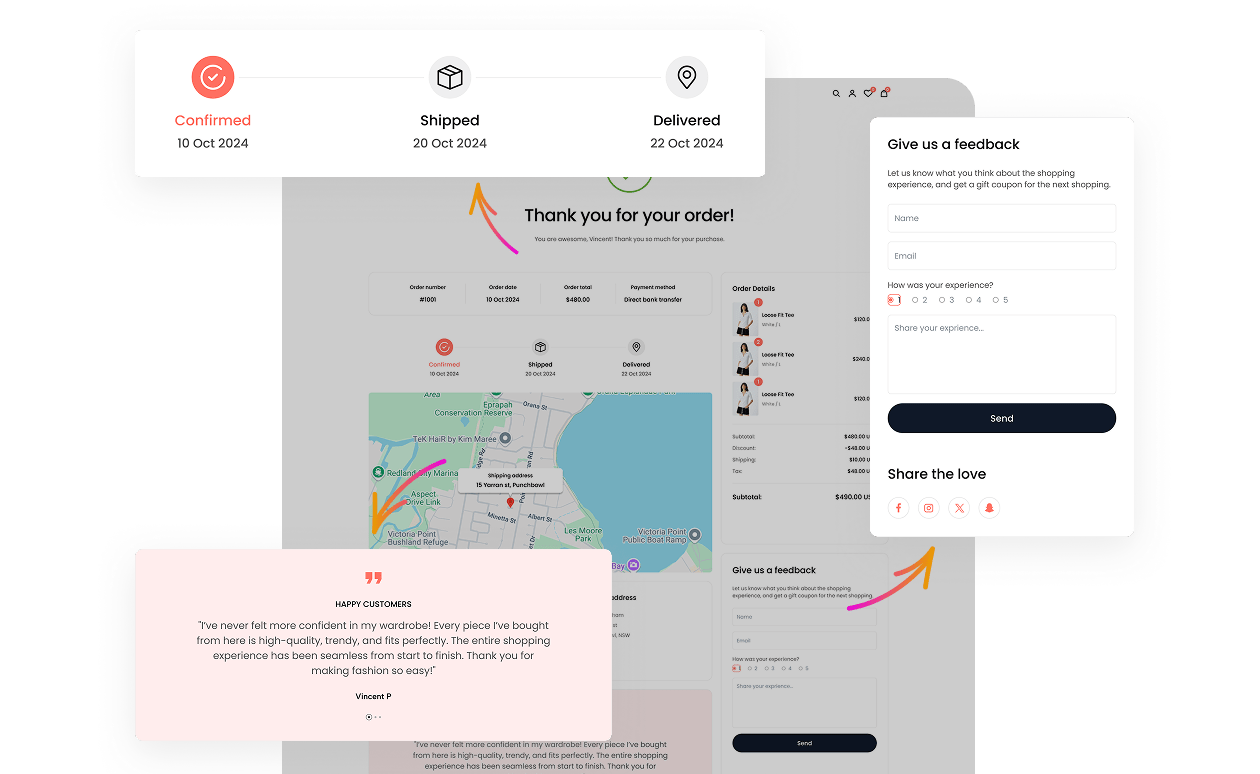 Confirmed
10 Oct 2024
Shipped
20 Oct 2024
Delivered
22 Oct 2024
Thank you for your order!
You are awesome, Vincent! Thank you so much for your purchase.
Order number
#1001
Order date
10 Oct 2024
Order total
$480.00
Payment method
Direct bank transfer
Confirmed
10 Oct 2024
Shipped
20 Oct 2024
Delivered
22 Oct 2024
Area
Eprapah
Conservation Reserve
Orana St
TeK HaiR by Kim Maree
Redland
Marina
Shipping address
15 Yarran st, Punchbowl
Aspect
Drive Link
Minetta St
Albert St
Victoria Point
Bushland Refuge
Les Moore
Park
Victoria Point
Public Boat Ramp
Bay
Order Details
1
Loose Fit Tee
White / L
$120.0
2
Loose Fit Tee
White / L
$240.0
1
Loose Fit Tee
White / L
$120.0
Subtotal:
$480.00 U
Discount:
-$48.00 U
Shipping:
$10.00 U
Tax:
$48.00 U
Subtotal:
$490.00 US
Give us a feedback
Let us know what you think about the shopping
experience, and get a gift coupon for the next shopping.
Name
Email
How was your experience?
1 2 3 4 5
Share your exprience...
Send
Share the love
Give us a feedback
Let us know what you think about the shopping
experience, and get a gift coupon for the next shopping.
Name
Email
How was your experience?
1 2 3 4 5
Share your exprience...
Send
HAPPY CUSTOMERS
"I've never felt more confident in my wardrobe! Every piece I've bought
from here is high-quality, trendy, and fits perfectly. The entire shopping
experience has been seamless from start to finish. Thank you for
making fashion so easy!"
Vincent P
address
ham
st.
l, NSW
"I've never felt more confident in my wardrobe! Every piece I've bought
from here is high-quality, trendy, and fits perfectly. The entire shopping
experience has been seamless from start to finish. Thank you for